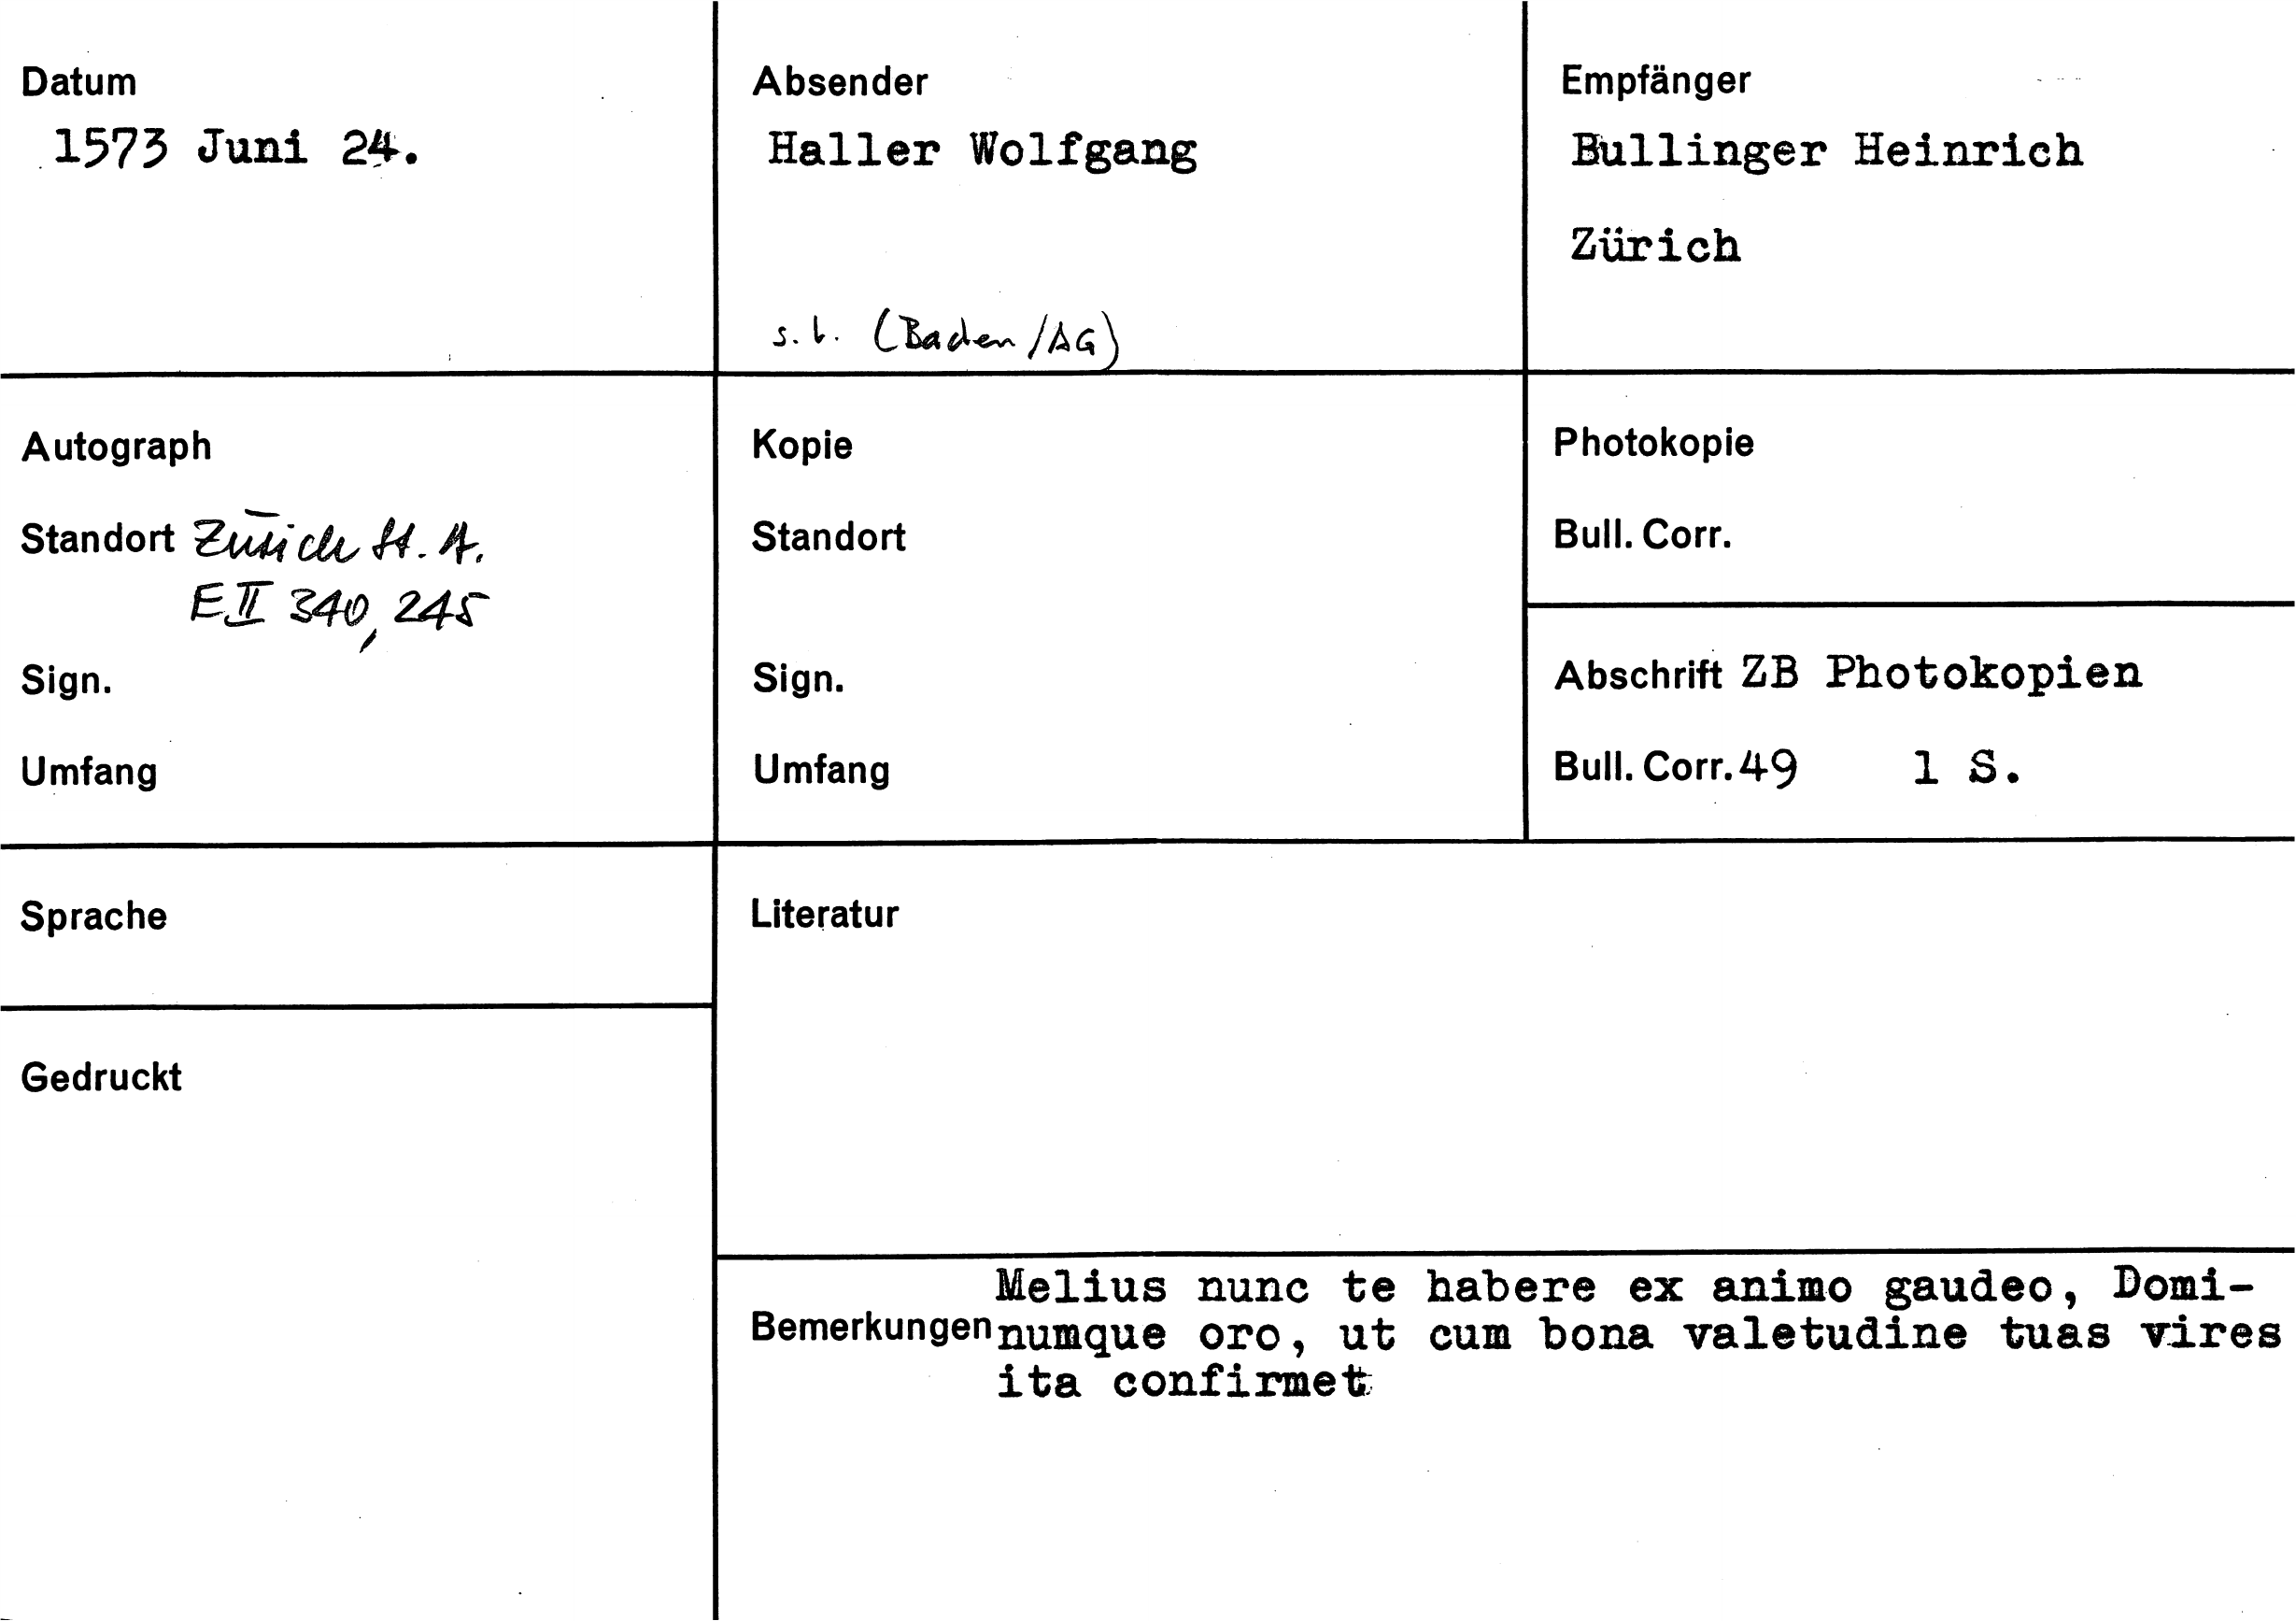 Datum
1573 Juni 24.
Absender
Haller Wolfgang
s. l. (Baden/AG)
Empfänger
Bullinger Heinrich
Zürich
Autograph
Standort Zürich St. A.
E II 340, 245
Sign.
Umfang
Kopie
Standort
Sign.
Umfang
Photokopie
Bull. Corr.
Abschrift ZB Photokopien
Bull. Corr. 49 1 S.
Sprache
Literatur
Gedruckt
Bemerkungen
Melius nunc te habere ex animo gaudeo, Domi-
numque oro, ut cum bona valetudine tuas vires
ita confirmet